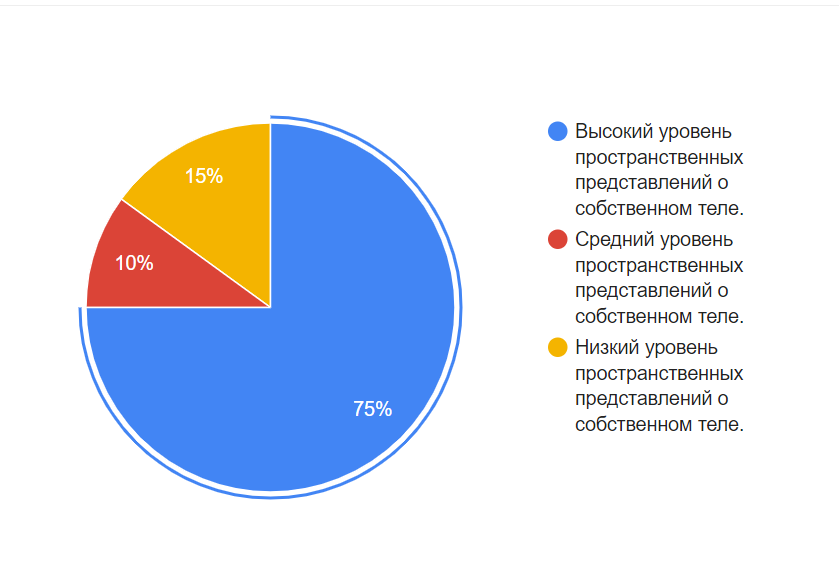 15%
10%
75%
Высокий уровень
пространственных
представлений о
собственном теле.
Средний уровень
пространственных
представлений о
собственном теле.
Низкий уровень
пространственных
представлений о
собственном теле.